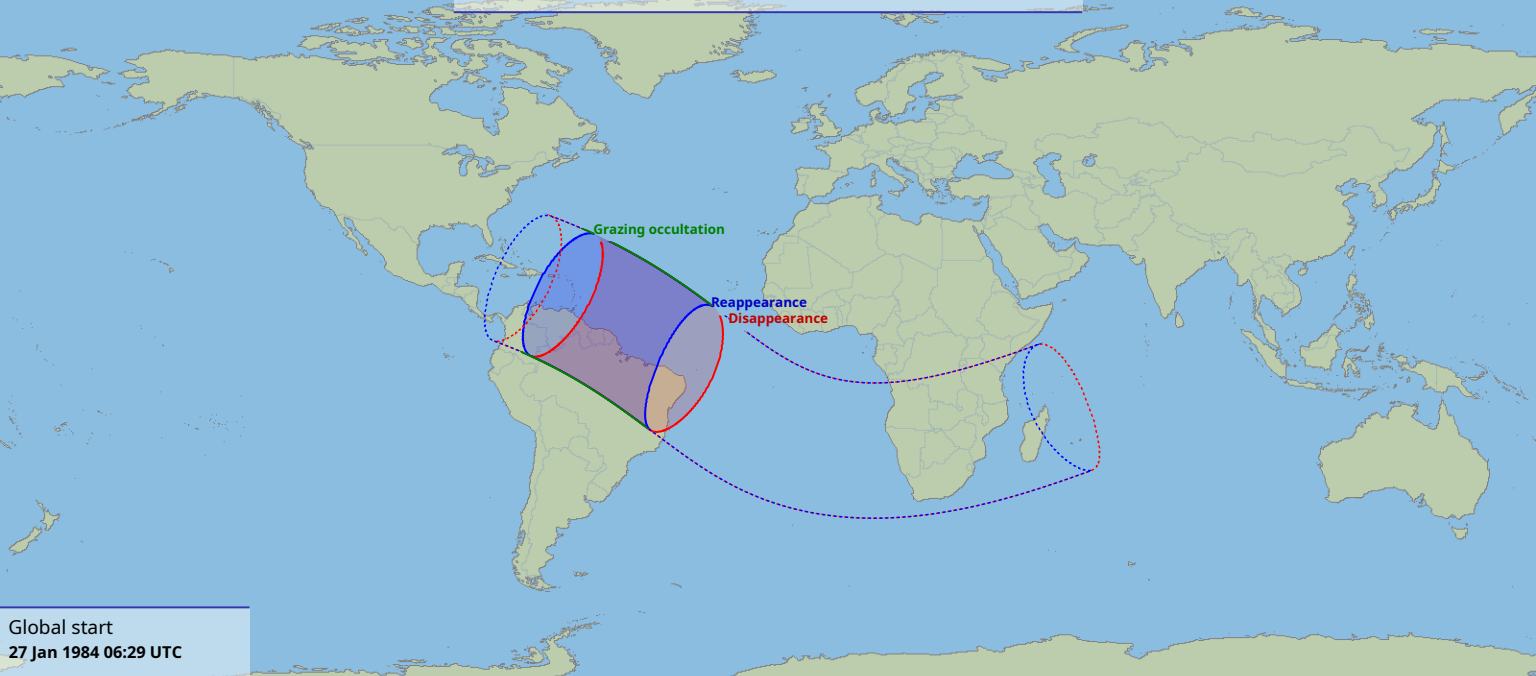 Grazing occultation
Reappearance
Disappearance
Global start
27 Jan 1984 06:29 UTC